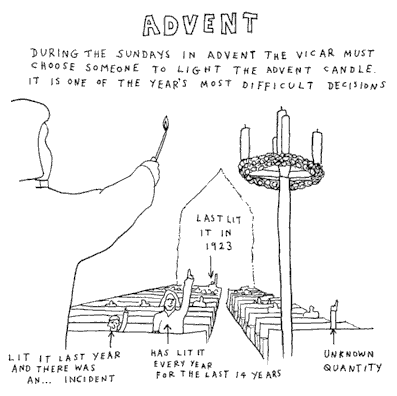 ADVENT
DURING THE SUNDAYS IN ADVENT THE VICAR MUST
CHOOSE SOMEONE TO LIGHT THE ADVENT CANDLE.
IT IS ONE OF THE YEAR'S MOST DIFFICULT DECISIONS
LAST LIT
IT IN
1923
LIT IT LAST YEAR
AND THERE WAS
AN... INCIDENT
HAS LIT IT
EVERY YEAR
FOR THE LAST 14 YEARS
UNKNOWN
QUANTITY